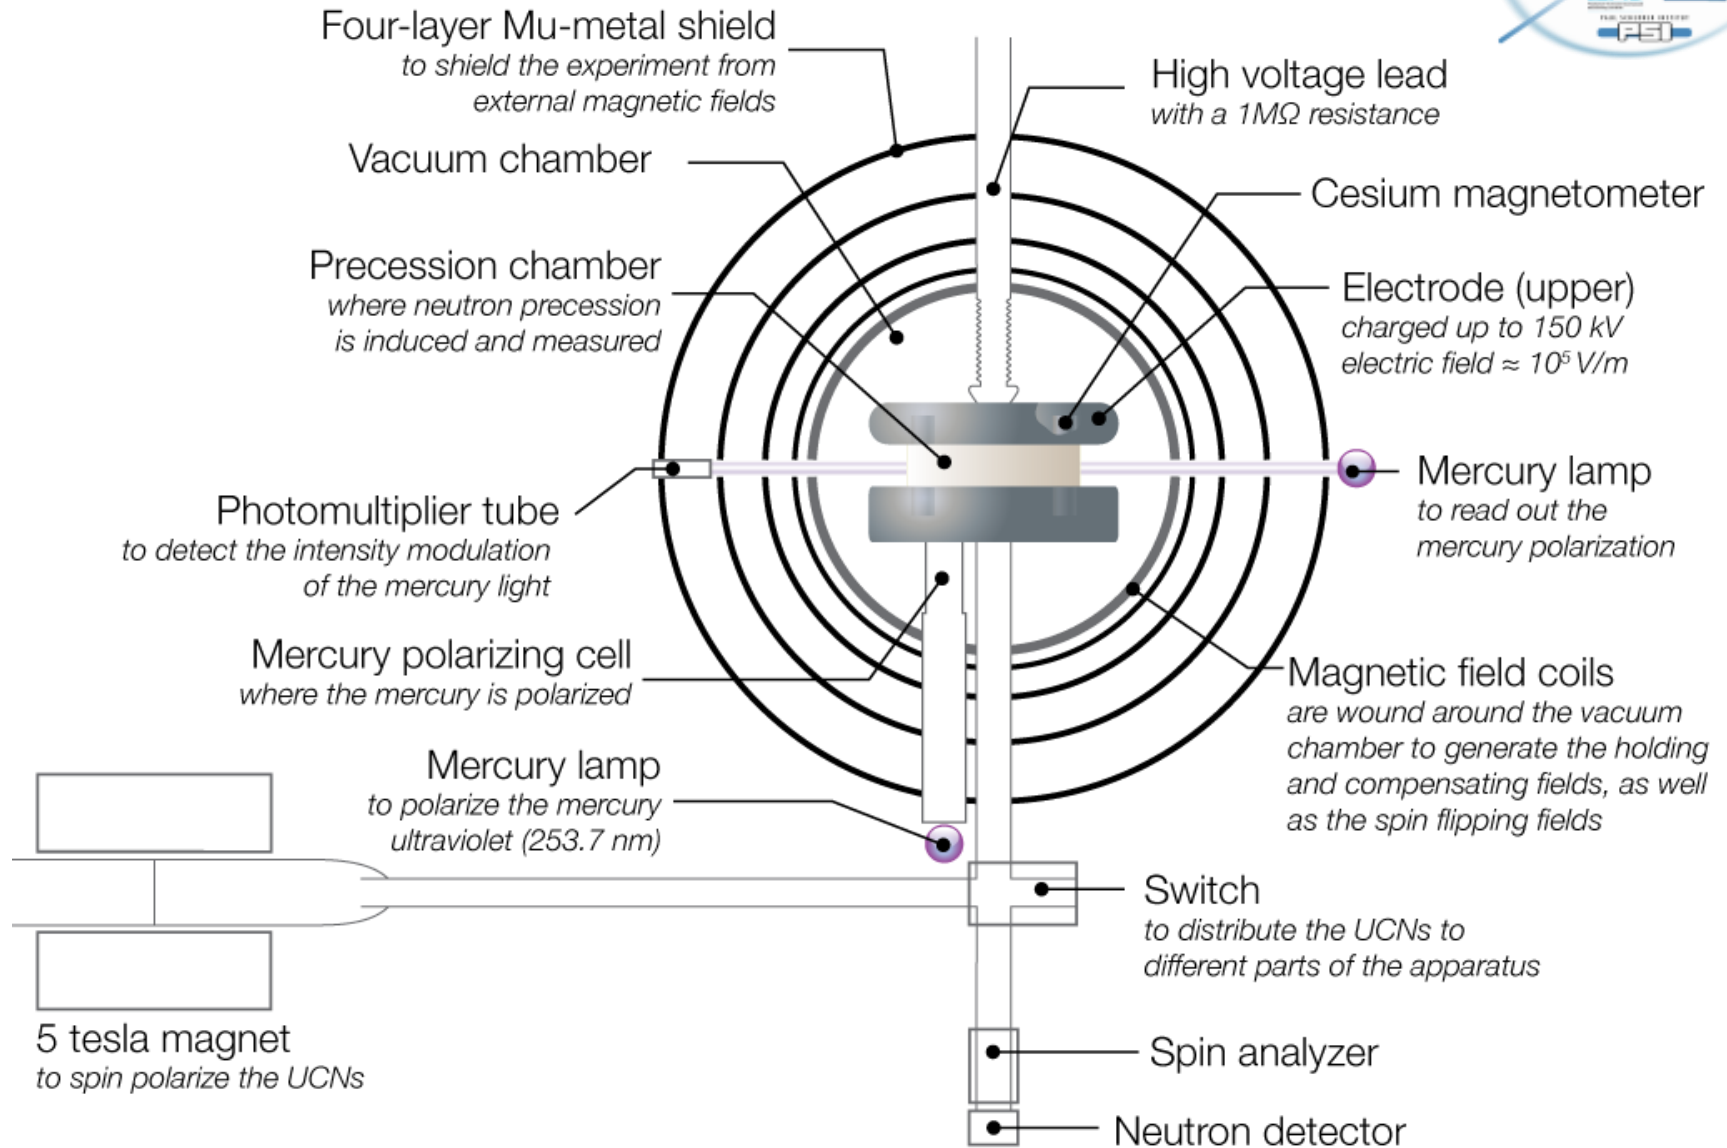 Four-layer Mu-metal shield
to shield the experiment from
external magnetic fields
PAUL SCHERRER INSTITUT
PSI
High voltage lead
with a 1MΩ resistance
Vacuum chamber
Cesium magnetometer
Precession chamber
where neutron precession
is induced and measured
Electrode (upper)
charged up to 150 kV
electric field ≈ 10⁵ V/m
Mercury lamp
to read out the
mercury polarization
Photomultiplier tube
to detect the intensity modulation
of the mercury light
Mercury polarizing cell
where the mercury is polarized
Magnetic field coils
are wound around the vacuum
chamber to generate the holding
and compensating fields, as well
as the spin flipping fields
Mercury lamp
to polarize the mercury
ultraviolet (253.7 nm)
Switch
to distribute the UCNs to
different parts of the apparatus
5 tesla magnet
to spin polarize the UCNs
Spin analyzer
Neutron detector